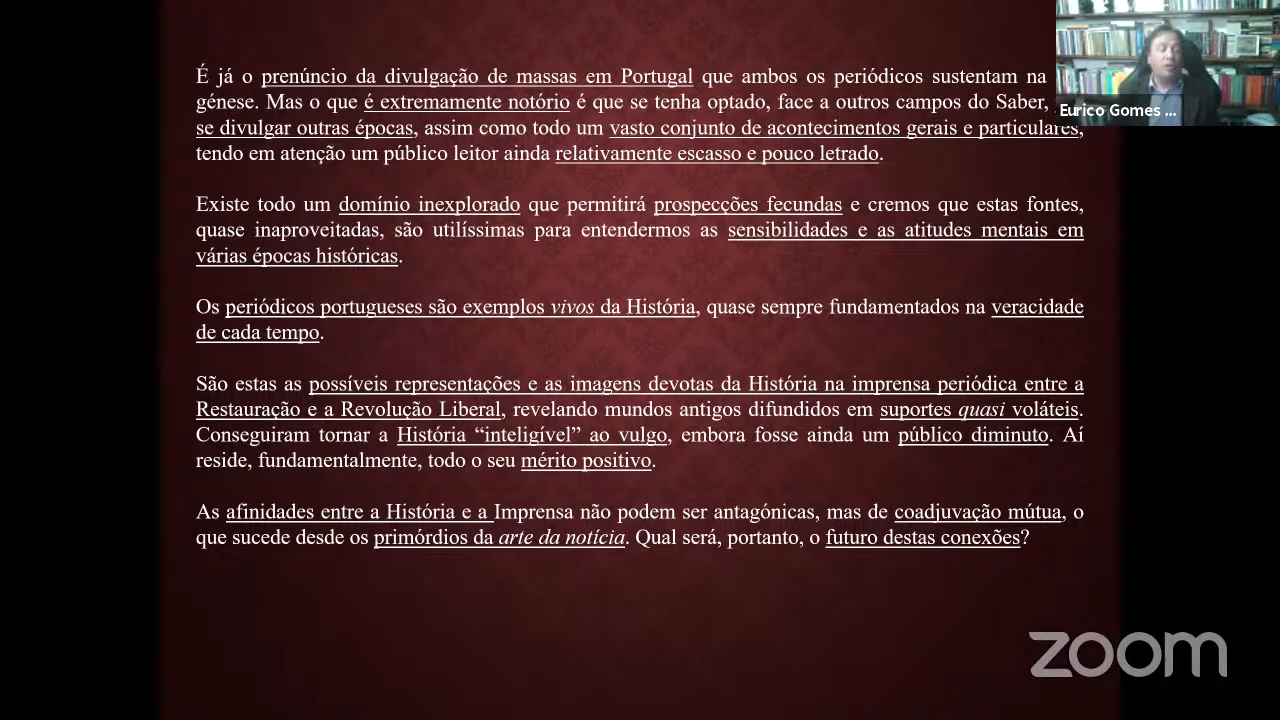 É já o prenúncio da divulgação de massas em Portugal que ambos os periódicos sustentam na
génese. Mas o que é extremamente notório é que se tenha optado, face a outros campos do Saber,
se divulgar outras épocas, assim como todo um vasto conjunto de acontecimentos gerais e particulares,
tendo em atenção um público leitor ainda relativamente escasso e pouco letrado.
Existe todo um domínio inexplorado que permitirá prospecções fecundas e cremos que estas fontes,
quase inaproveitadas, são utilíssimas para entendermos as sensibilidades e as atitudes mentais em
várias épocas históricas.
Os periódicos portugueses são exemplos vivos da História, quase sempre fundamentados na veracidade
de cada tempo.
São estas as possíveis representações e as imagens devotas da História na imprensa periódica entre a
Restauração e a Revolução Liberal, revelando mundos antigos difundidos em suportes quasi voláteis.
Conseguiram tornar a História “inteligível” ao vulgo, embora fosse ainda um público diminuto. Aí
reside, fundamentalmente, todo o seu mérito positivo.
As afinidades entre a História e a Imprensa não podem ser antagónicas, mas de coadjuvação mútua, o
que sucede desde os primórdios da arte da notícia. Qual será, portanto, o futuro destas conexões?
Eurico Gomes ...
zoom